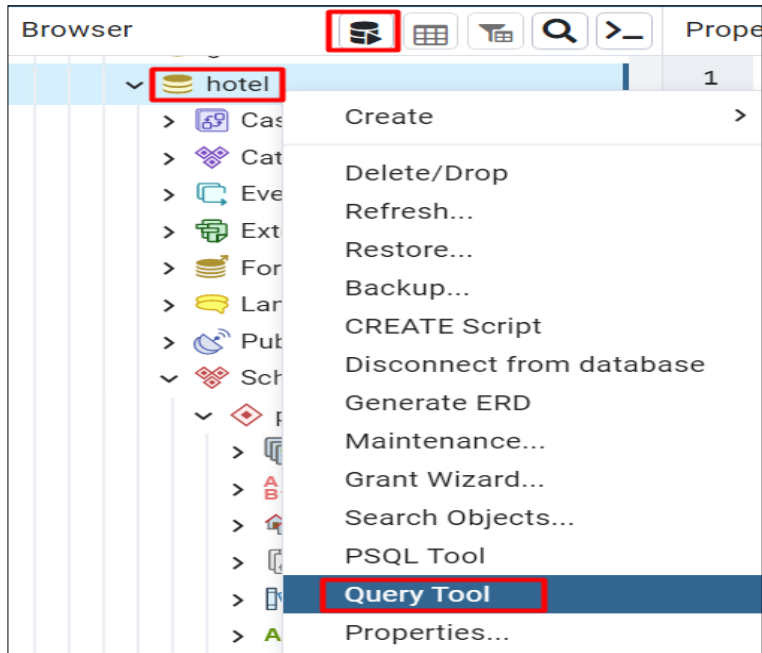 Browser
Prope
hotel
1
Cas
Create
Cat
Delete/Drop
Eve
Refresh...
Ext
Restore...
For
Backup...
Lan
CREATE Script
Pub
Disconnect from database
Sch
Generate ERD
Maintenance...
Grant Wizard...
Search Objects...
PSQL Tool
Query Tool
Properties...